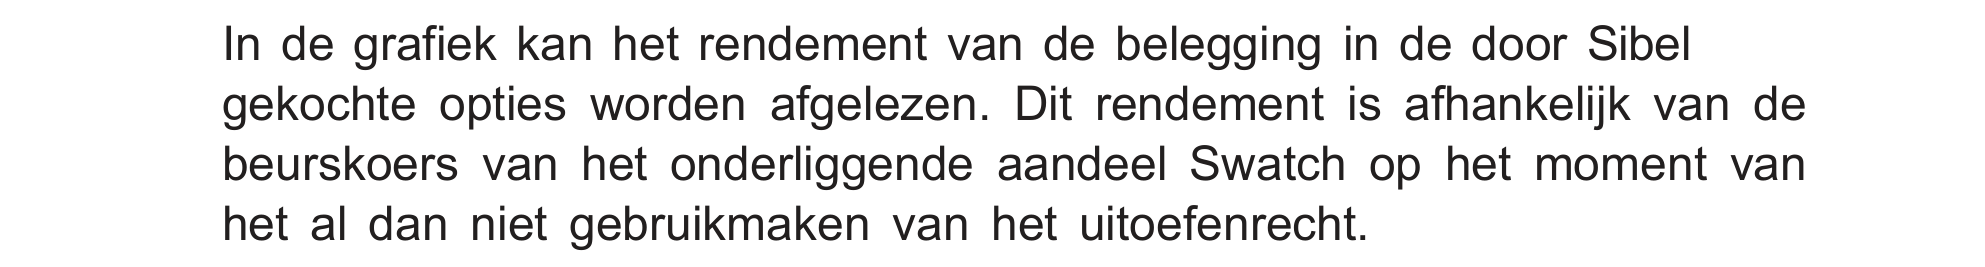 In de grafiek kan het rendement van de belegging in de door Sibel
gekochte opties worden afgelezen. Dit rendement is afhankelijk van de
beurskoers van het onderliggende aandeel Swatch op het moment van
het al dan niet gebruikmaken van het uitoefenrecht.